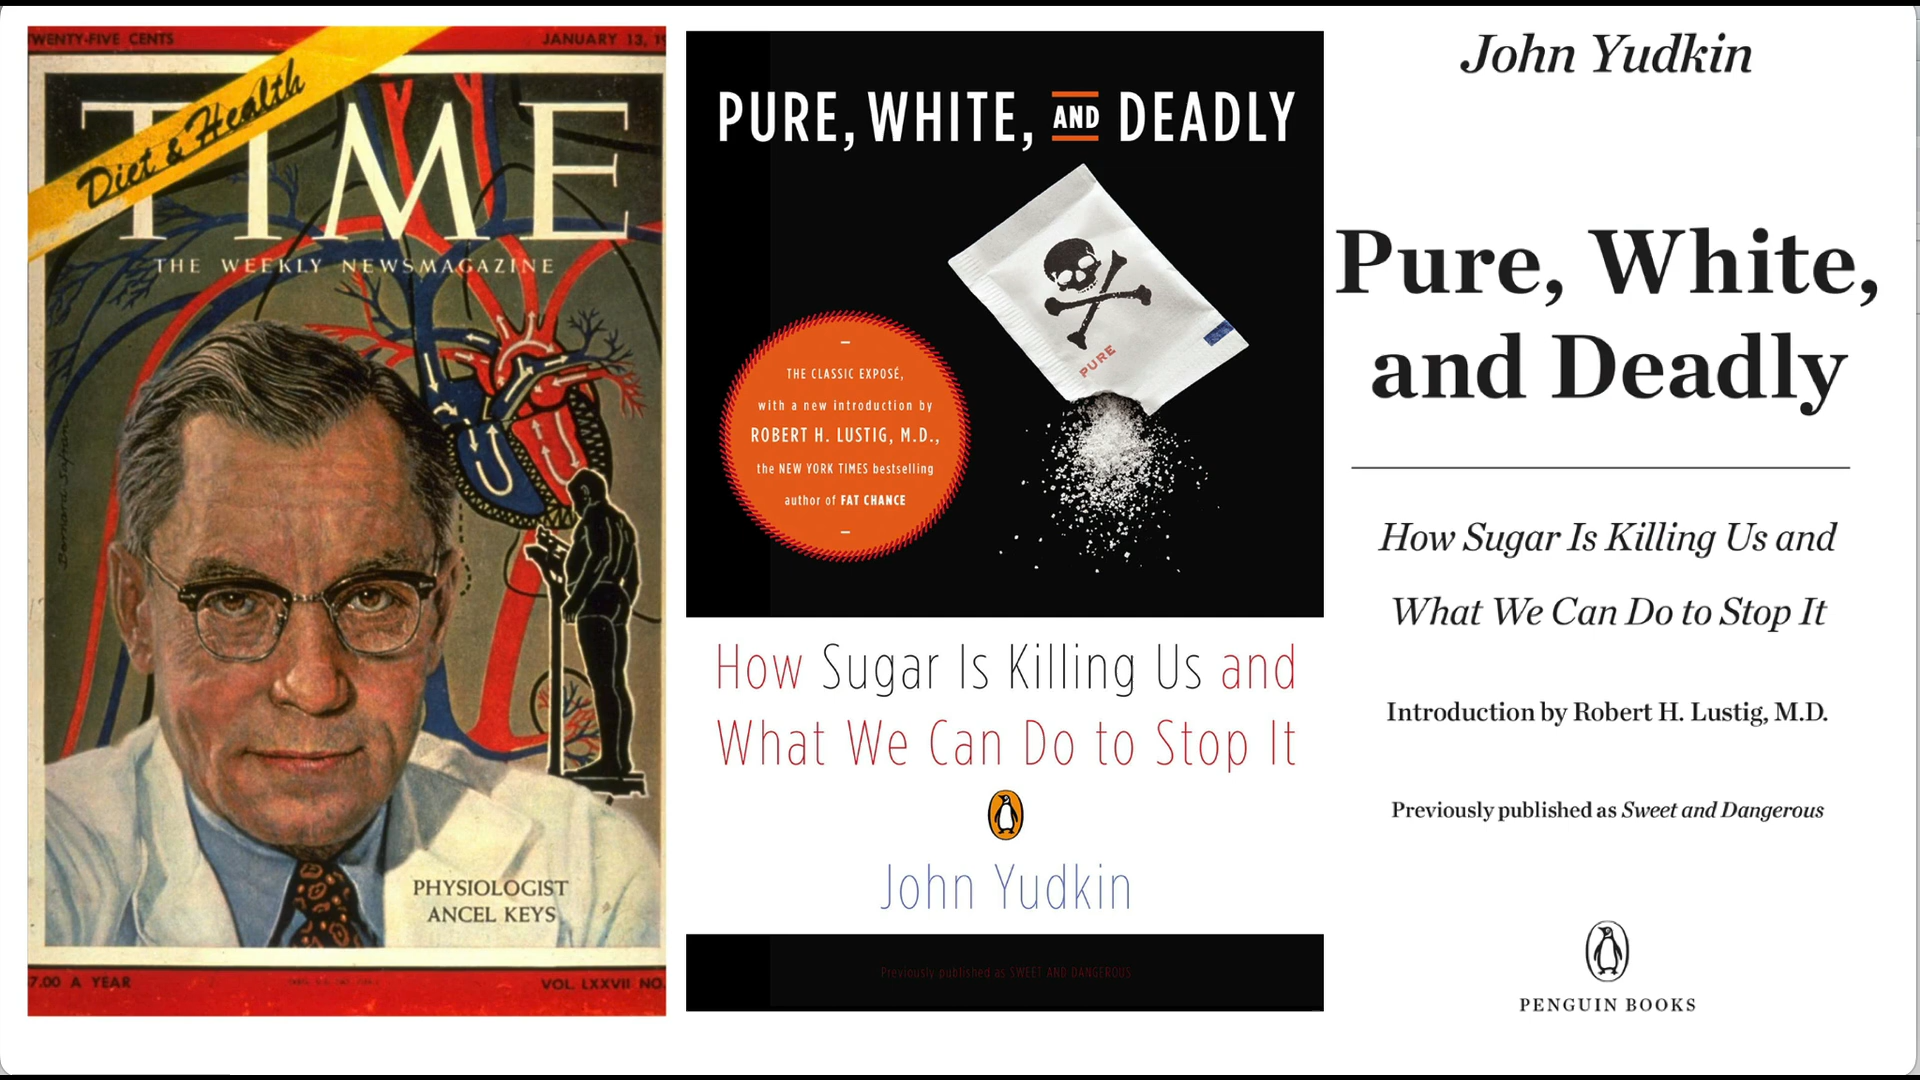 TWENTY-FIVE CENTS
JANUARY 13, 19
Diet & Health
TIME
THE WEEKLY NEWSMAGAZINE
PHYSIOLOGIST
ANCEL KEYS
$7.00 A YEAR
VOL. LXXVII NO.
PURE, WHITE, AND DEADLY
PURE
THE CLASSIC EXPOSÉ,
with a new introduction by
ROBERT H. LUSTIG, M.D.,
the NEW YORK TIMES bestselling
author of FAT CHANCE
How Sugar Is Killing Us and
What We Can Do to Stop It
John Yudkin
Previously published as SWEET AND DANGEROUS
John Yudkin
Pure, White,
and Deadly
How Sugar Is Killing Us and
What We Can Do to Stop It
Introduction by Robert H. Lustig, M.D.
Previously published as Sweet and Dangerous
PENGUIN BOOKS